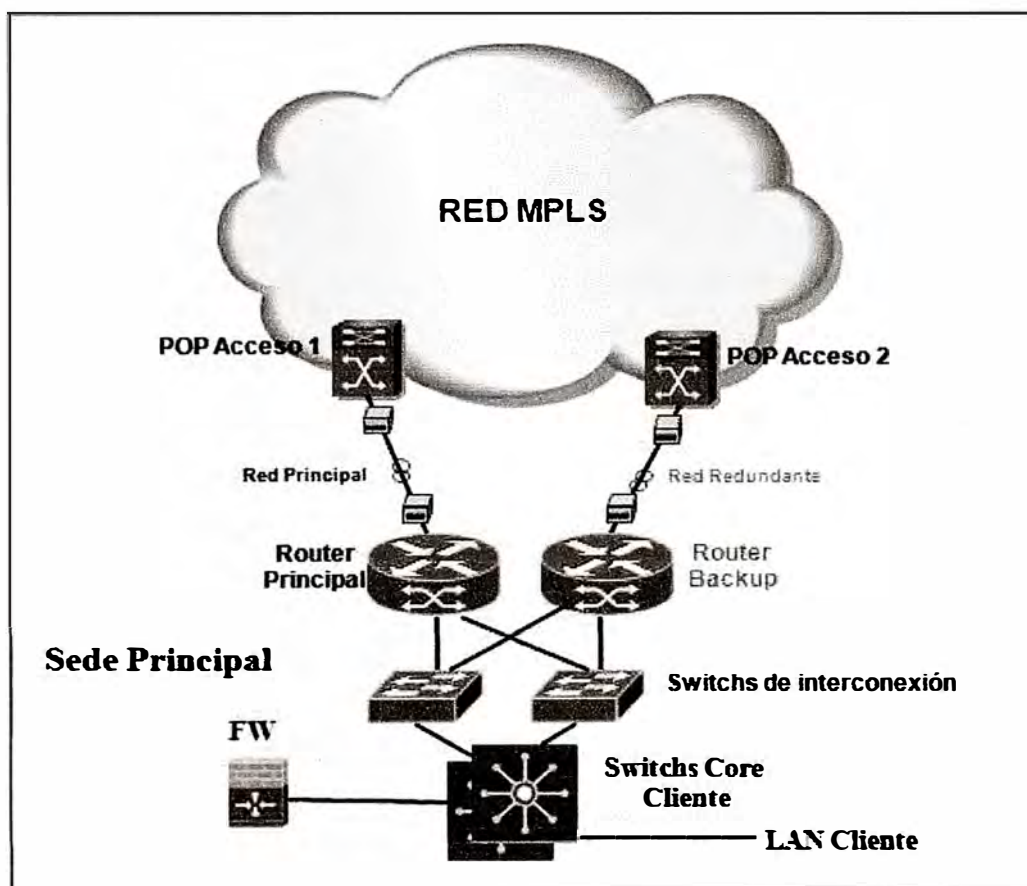 RED MPLS
POP Acceso 1
POP Acceso 2
Red Principal
Red Redundante
Router
Principal
Router
Backup
Sede Principal
Switchs de interconexión
FW
Switchs Core
Cliente
LAN Cliente